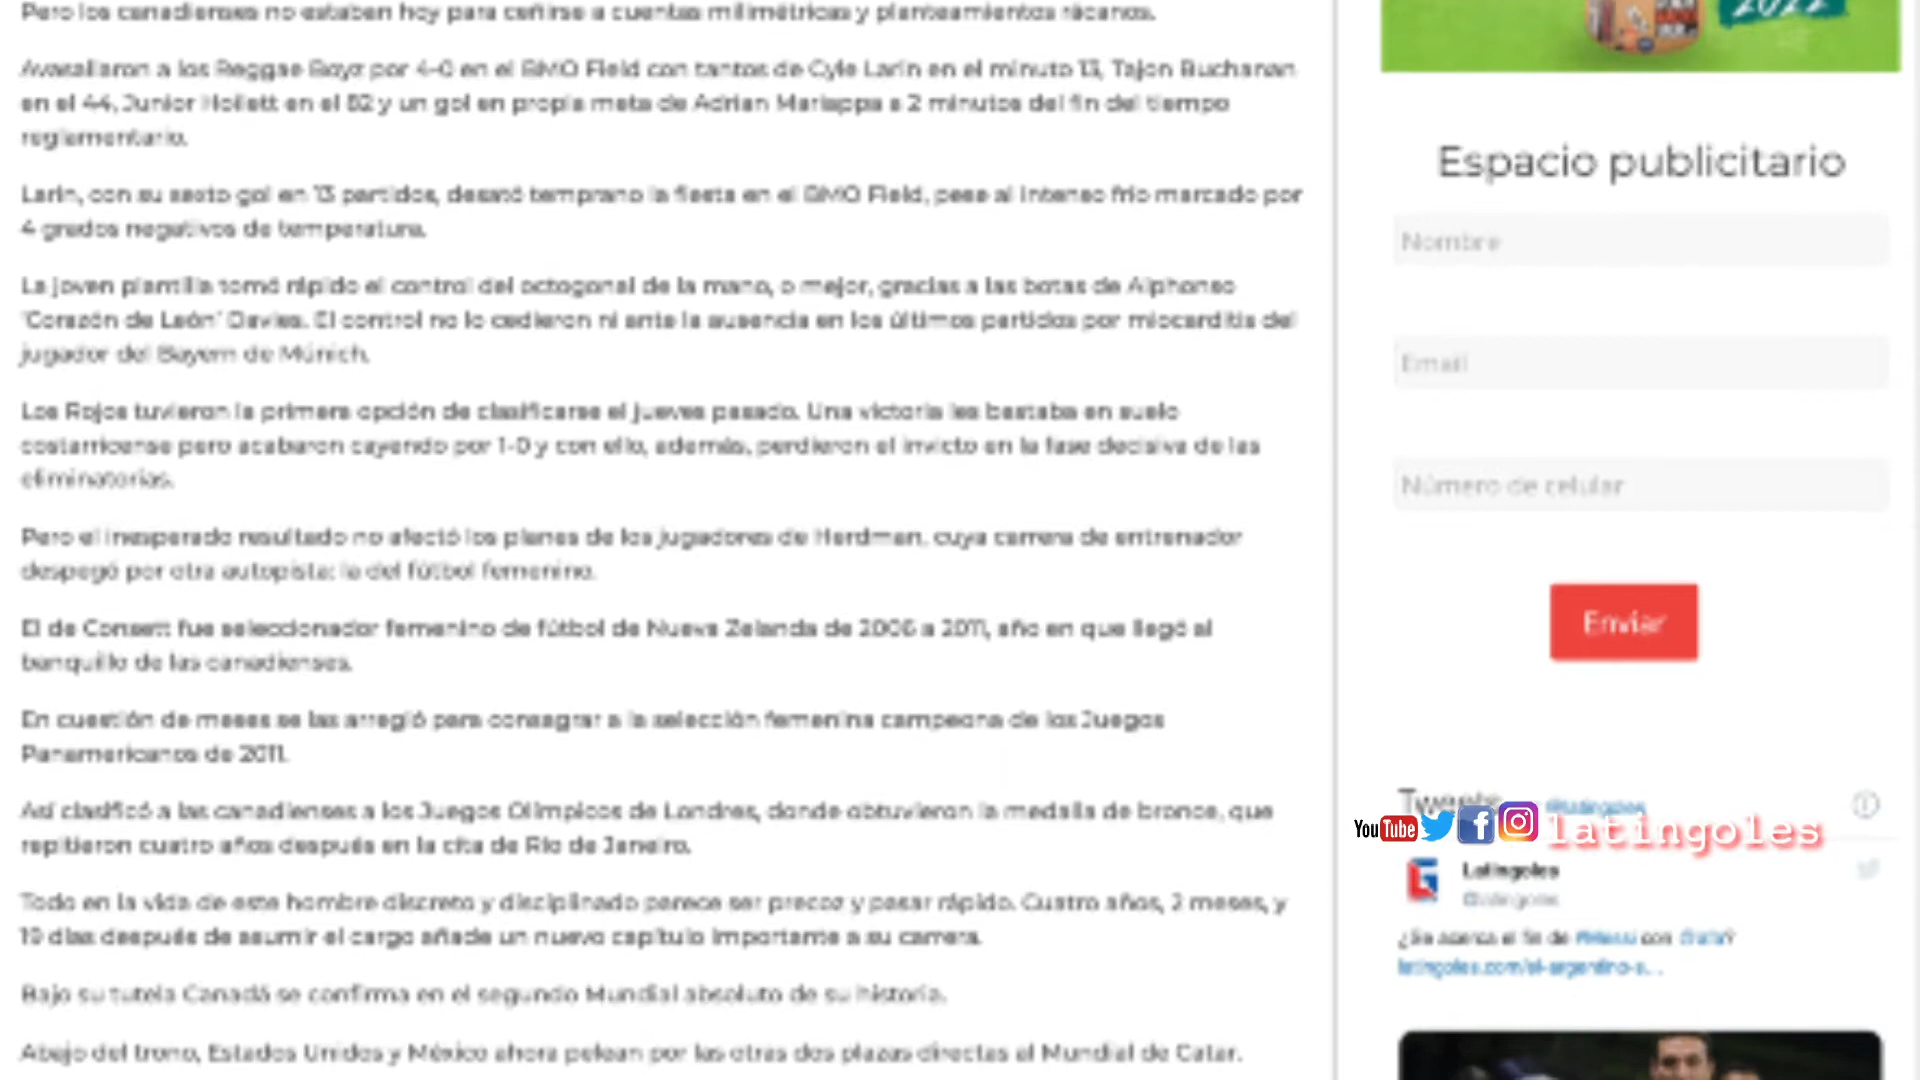 Pero los canadienses no estaban hoy para ceñirse a cuentas milimétricas y planteamientos rácanos.
Avasallaron a los Reggae Boyz por 4-0 en el BMO Field con tantos de Cyle Larin en el minuto 13, Tajon Buchanan
en el 44, Junior Hoilett en el 82 y un gol en propia meta de Adrian Mariappa a 2 minutos del fin del tiempo
reglamentario.
Larin, con su sexto gol en 13 partidos, desató temprano la fiesta en el BMO Field, pese al intenso frío marcado por
4 grados negativos de temperatura.
La joven plantilla tomó rápido el control del octogonal de la mano, o mejor, gracias a las botas de Alphonso
'Corazón de León' Davies. El control no lo cedieron ni ante la ausencia en los últimos partidos por miocarditis del
jugador del Bayern de Múnich.
Los Rojos tuvieron la primera opción de clasificarse el jueves pasado. Una victoria les bastaba en suelo
costarricense pero acabaron cayendo por 1-0 y con ello, además, perdieron el invicto en la fase decisiva de las
eliminatorias.
Pero el inesperado resultado no afectó los planes de los jugadores de Herdman, cuya carrera de entrenador
despegó por otra autopista: la del fútbol femenino.
El de Consett fue seleccionador femenino de fútbol de Nueva Zelanda de 2006 a 2011, año en que llegó al
banquillo de las canadienses.
En cuestión de meses se las arregló para consagrar a la selección femenina campeona de los Juegos
Panamericanos de 2011.
Así clasificó a las canadienses a los Juegos Olímpicos de Londres, donde obtuvieron la medalla de bronce, que
repitieron cuatro años después en la cita de Río de Janeiro.
Todo en la vida de este hombre discreto y disciplinado parece ser precoz y pasar rápido. Cuatro años, 2 meses, y
19 días después de asumir el cargo añade un nuevo capítulo importante a su carrera.
Bajo su tutela Canadá se confirma en el segundo Mundial absoluto de su historia.
Abajo del trono, Estados Unidos y México ahora pelean por las otras dos plazas directas al Mundial de Catar.
2022
Espacio publicitario
Nombre
Email
Número de celular
Enviar
Tweets @latingoles
YouTube latingoles
Latingoles
@latingoles
¿Se acerca el fin de #Messi con
latingoles.com/el-argentino-s...